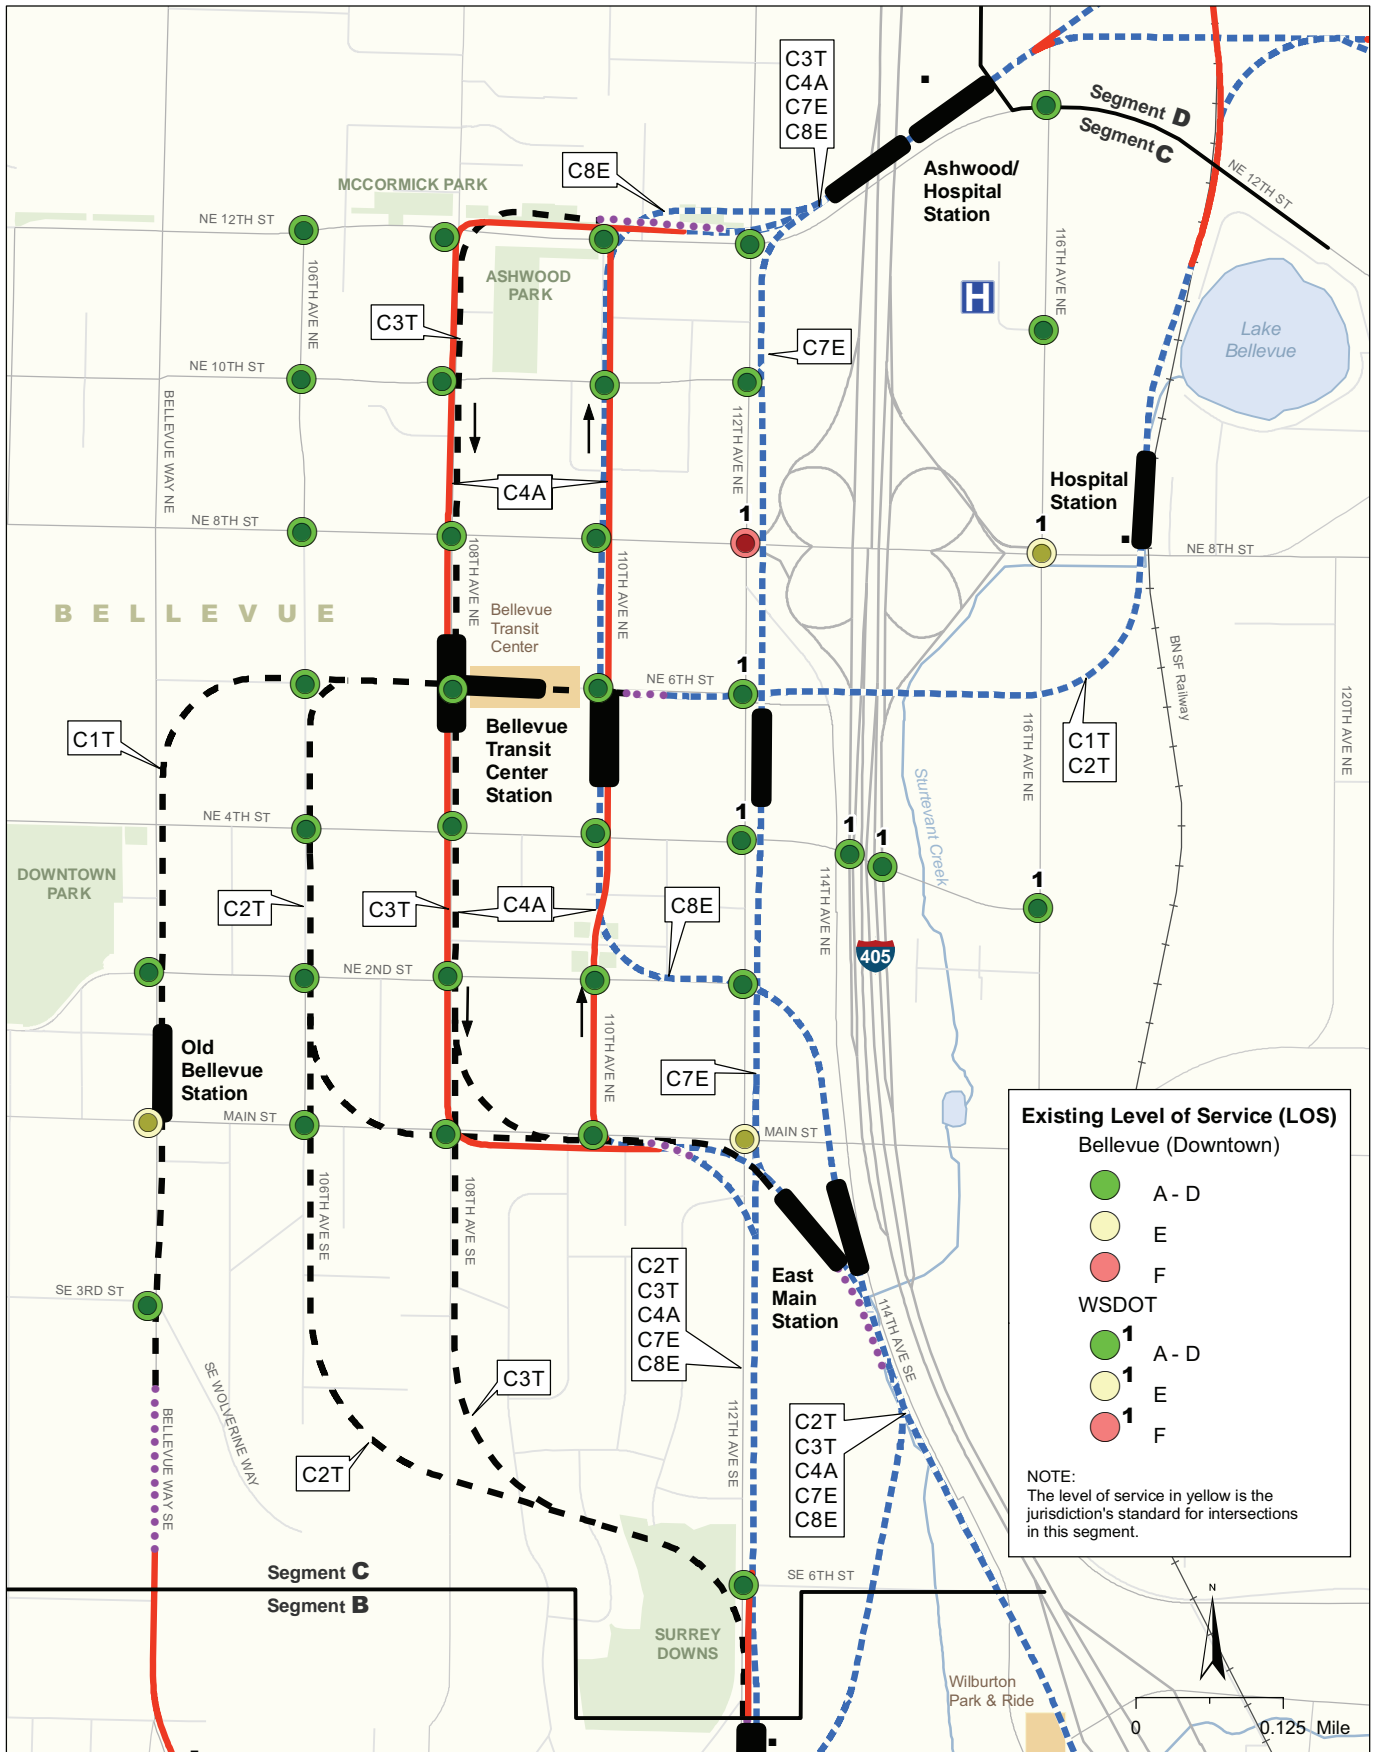 C3T
C4A
C7E
C8E
Segment D
Segment C
NE 12TH ST
C8E
MCCORMICK PARK
NE 12TH ST
Ashwood/
Hospital
Station
106TH AVE NE
ASHWOOD
PARK
116TH AVE NE
H
C3T
Lake
Bellevue
C7E
NE 10TH ST
BELLEVUE WAY NE
112TH AVE NE
C4A
Hospital
Station
NE 8TH ST
1
1
NE 8TH ST
108TH AVE NE
110TH AVE NE
BELLEVUE
Bellevue
Transit
Center
BN SF Railway
NE 6TH ST
1
120TH AVE NE
C1T
Bellevue
Transit
Center
Station
116TH AVE NE
C1T
C2T
Sturtevant Creek
NE 4TH ST
1
1
1
DOWNTOWN
PARK
114TH AVE NE
1
C2T
C3T
C4A
C8E
405
NE 2ND ST
Old
Bellevue
Station
110TH AVE NE
C7E
MAIN ST
MAIN ST
Existing Level of Service (LOS)
Bellevue (Downtown)
A - D
E
F
WSDOT
1
A - D
1
E
1
F
NOTE:
The level of service in yellow is the
jurisdiction's standard for intersections
in this segment.
106TH AVE SE
108TH AVE SE
SE 3RD ST
C2T
C3T
C4A
C7E
C8E
East
Main
Station
114TH AVE SE
SE WOLVERINE WAY
C3T
BELLEVUE WAY SE
112TH AVE SE
C2T
C2T
C3T
C4A
C7E
C8E
Segment C
Segment B
SE 6TH ST
SURREY
DOWNS
Wilburton
Park & Ride
N
0 0.125 Mile